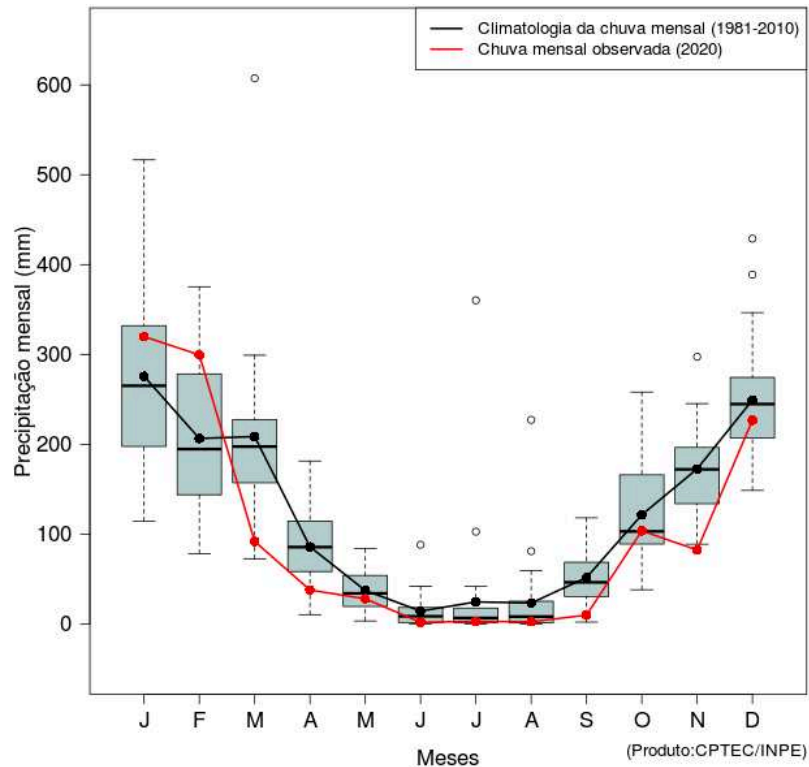 Climatologia da chuva mensal (1981-2010)
Chuva mensal observada (2020)
Precipitação mensal (mm)
600
500
400
300
200
100
0
J F M A M J J A S O N D
Meses
(Produto:CPTEC/INPE)